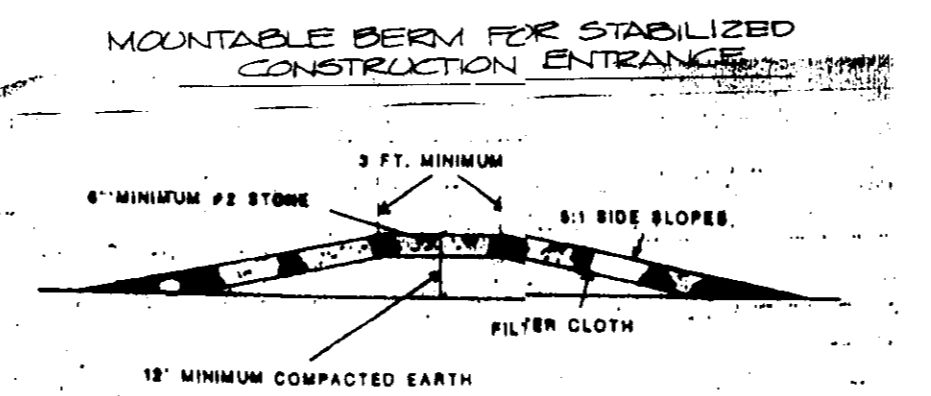 MOUNTABLE BERM FOR STABILIZED
CONSTRUCTION ENTRANCE
3 FT. MINIMUM
6" MINIMUM #2 STONE
5:1 SIDE SLOPES.
FILTER CLOTH
12" MINIMUM COMPACTED EARTH